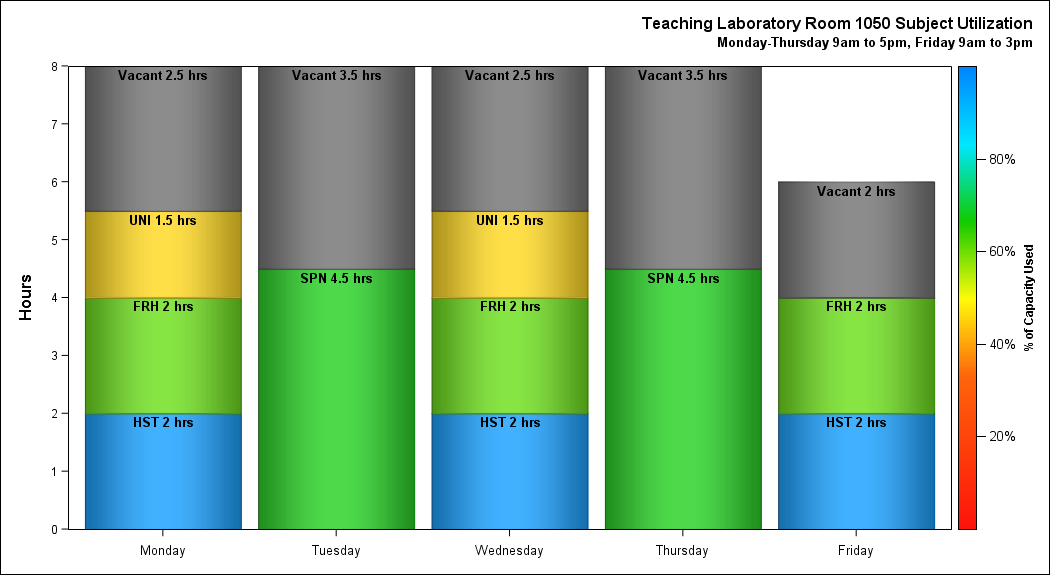 Teaching Laboratory Room 1050 Subject Utilization
Monday-Thursday 9am to 5pm, Friday 9am to 3pm
Hours
8
7
6
5
4
3
2
1
0
Vacant 2.5 hrs
UNI 1.5 hrs
FRH 2 hrs
HST 2 hrs
Vacant 3.5 hrs
SPN 4.5 hrs
Vacant 2.5 hrs
UNI 1.5 hrs
FRH 2 hrs
HST 2 hrs
Vacant 3.5 hrs
SPN 4.5 hrs
Vacant 2 hrs
FRH 2 hrs
HST 2 hrs
Monday
Tuesday
Wednesday
Thursday
Friday
80%
60%
40%
20%
% of Capacity Used